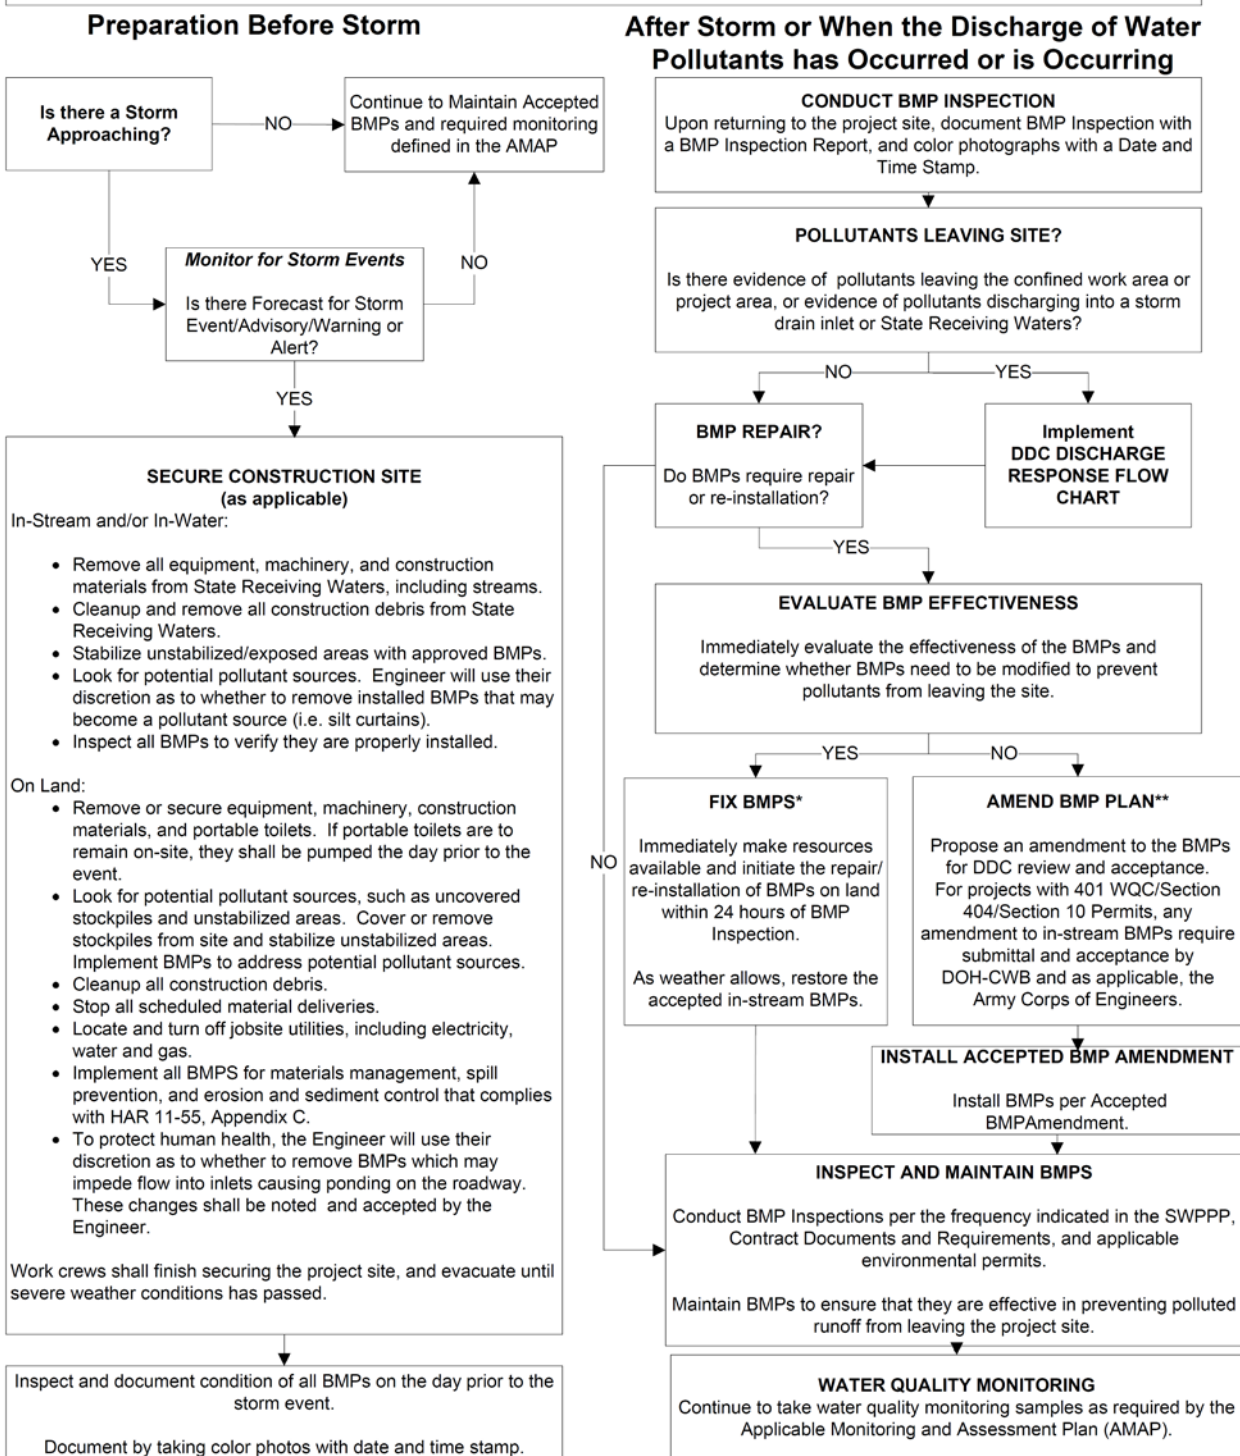 Preparation Before Storm
Is there a Storm
Approaching?
NO
Continue to Maintain Accepted
BMPs and required monitoring
defined in the AMAP
YES
Monitor for Storm Events
Is there Forecast for Storm
Event/Advisory/Warning or
Alert?
NO
YES
SECURE CONSTRUCTION SITE
(as applicable)
In-Stream and/or In-Water:
• Remove all equipment, machinery, and construction
materials from State Receiving Waters, including streams.
• Cleanup and remove all construction debris from State
Receiving Waters.
• Stabilize unstabilized/exposed areas with approved BMPs.
• Look for potential pollutant sources. Engineer will use their
discretion as to whether to remove installed BMPs that may
become a pollutant source (i.e. silt curtains).
• Inspect all BMPs to verify they are properly installed.
On Land:
• Remove or secure equipment, machinery, construction
materials, and portable toilets. If portable toilets are to
remain on-site, they shall be pumped the day prior to the
event.
• Look for potential pollutant sources, such as uncovered
stockpiles and unstabilized areas. Cover or remove
stockpiles from site and stabilize unstabilized areas.
Implement BMPs to address potential pollutant sources.
• Cleanup all construction debris.
• Stop all scheduled material deliveries.
• Locate and turn off jobsite utilities, including electricity,
water and gas.
• Implement all BMPS for materials management, spill
prevention, and erosion and sediment control that complies
with HAR 11-55, Appendix C.
• To protect human health, the Engineer will use their
discretion as to whether to remove BMPs which may
impede flow into inlets causing ponding on the roadway.
These changes shall be noted and accepted by the
Engineer.
Work crews shall finish securing the project site, and evacuate until
severe weather conditions has passed.
Inspect and document condition of all BMPs on the day prior to the
storm event.
Document by taking color photos with date and time stamp.
After Storm or When the Discharge of Water
Pollutants has Occurred or is Occurring
CONDUCT BMP INSPECTION
Upon returning to the project site, document BMP Inspection with
a BMP Inspection Report, and color photographs with a Date and
Time Stamp.
POLLUTANTS LEAVING SITE?
Is there evidence of pollutants leaving the confined work area or
project area, or evidence of pollutants discharging into a storm
drain inlet or State Receiving Waters?
NO
YES
BMP REPAIR?
Do BMPs require repair
or re-installation?
Implement
DDC DISCHARGE
RESPONSE FLOW
CHART
YES
EVALUATE BMP EFFECTIVENESS
Immediately evaluate the effectiveness of the BMPs and
determine whether BMPs need to be modified to prevent
pollutants from leaving the site.
YES
NO
NO
FIX BMPS*
Immediately make resources
available and initiate the repair/
re-installation of BMPs on land
within 24 hours of BMP
Inspection.
As weather allows, restore the
accepted in-stream BMPs.
AMEND BMP PLAN**
Propose an amendment to the BMPs
for DDC review and acceptance.
For projects with 401 WQC/Section
404/Section 10 Permits, any
amendment to in-stream BMPs require
submittal and acceptance by
DOH-CWB and as applicable, the
Army Corps of Engineers.
INSTALL ACCEPTED BMP AMENDMENT
Install BMPs per Accepted
BMPAmendment.
INSPECT AND MAINTAIN BMPS
Conduct BMP Inspections per the frequency indicated in the SWPPP,
Contract Documents and Requirements, and applicable
environmental permits.
Maintain BMPs to ensure that they are effective in preventing polluted
runoff from leaving the project site.
WATER QUALITY MONITORING
Continue to take water quality monitoring samples as required by the
Applicable Monitoring and Assessment Plan (AMAP).